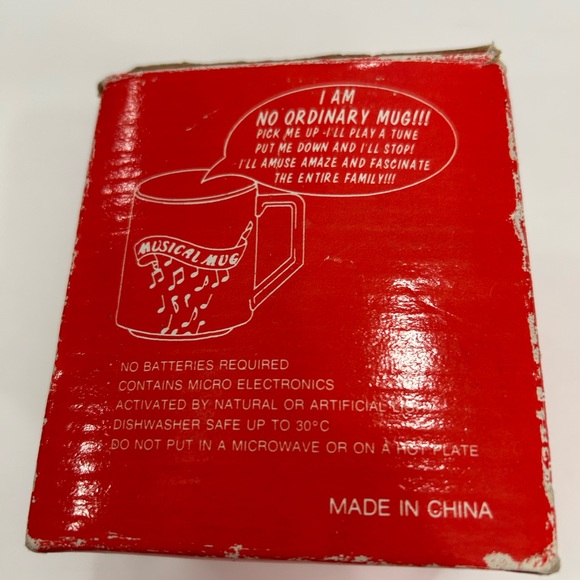 I AM
NO ORDINARY MUG!!!
PICK ME UP -I'LL PLAY A TUNE
PUT ME DOWN AND I'LL STOP!
I'LL AMUSE AMAZE AND FASCINATE
THE ENTIRE FAMILY!!!
MUSICAL MUG
NO BATTERIES REQUIRED
CONTAINS MICRO ELECTRONICS
ACTIVATED BY NATURAL OR ARTIFICIAL LIGHT
DISHWASHER SAFE UP TO 30°C
DO NOT PUT IN A MICROWAVE OR ON A HOT PLATE
MADE IN CHINA